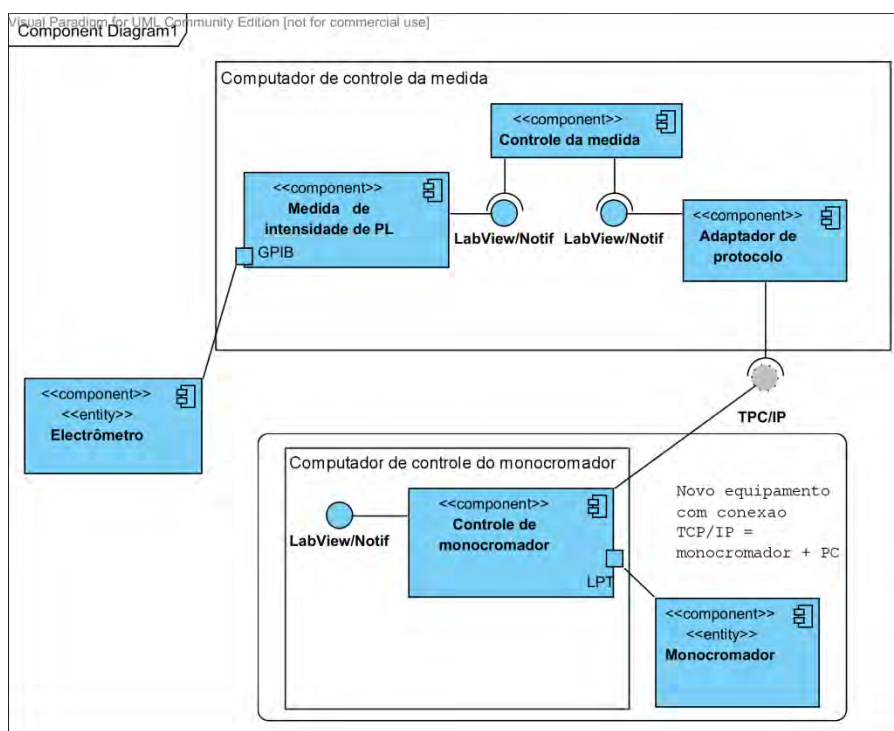 Visual Paradigm for UML Community Edition [not for commercial use]
Component Diagram1
Computador de controle da medida
<<component>>
Controle da medida
<<component>>
Medida de
intensidade de PL
GPIB
LabView/Notif
LabView/Notif
<<component>>
Adaptador de
protocolo
<<component>>
<<entity>>
Electrômetro
TPC/IP
Computador de controle do monocromador
<<component>>
Controle de
monocromador
LabView/Notif
LPT
Novo equipamento
com conexao
TCP/IP =
monocromador + PC
<<component>>
<<entity>>
Monocromador